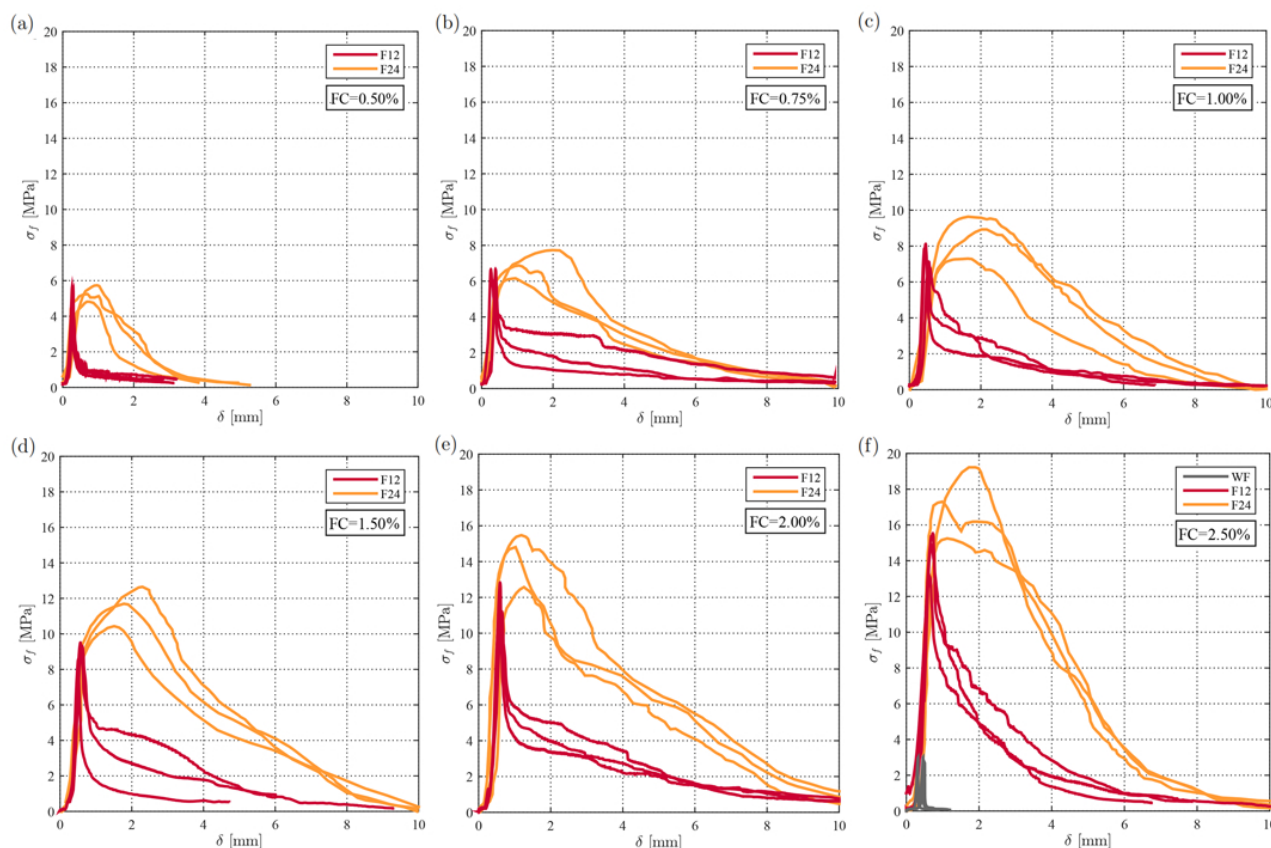 (a)
20
18
16
14
12
10
8
6
4
2
0
σf [MPa]
0 2 4 6 8 10
δ [mm]
F12
F24
FC=0.50%
(b)
20
18
16
14
12
10
8
6
4
2
0
σf [MPa]
0 2 4 6 8 10
δ [mm]
F12
F24
FC=0.75%
(c)
20
18
16
14
12
10
8
6
4
2
0
σf [MPa]
0 2 4 6 8 10
δ [mm]
F12
F24
FC=1.00%
(d)
20
18
16
14
12
10
8
6
4
2
0
σf [MPa]
0 2 4 6 8 10
δ [mm]
F12
F24
FC=1.50%
(e)
20
18
16
14
12
10
8
6
4
2
0
σf [MPa]
0 2 4 6 8 10
δ [mm]
F12
F24
FC=2.00%
(f)
20
18
16
14
12
10
8
6
4
2
0
σf [MPa]
0 2 4 6 8 10
δ [mm]
WF
F12
F24
FC=2.50%